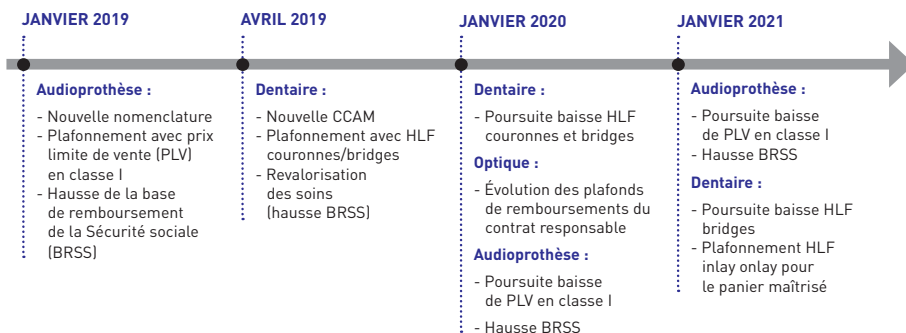 JANVIER 2019
Audioprothèse :
- Nouvelle nomenclature
- Plafonnement avec prix
limite de vente (PLV)
en classe I
- Hausse de la base
de remboursement
de la Sécurité sociale
(BRSS)
AVRIL 2019
Dentaire :
- Nouvelle CCAM
- Plafonnement avec HLF
couronnes/bridges
- Revalorisation
des soins
(hausse BRSS)
JANVIER 2020
Dentaire :
- Poursuite baisse HLF
couronnes et bridges
Optique :
- Évolution des plafonds
de remboursements du
contrat responsable
Audioprothèse :
- Poursuite baisse
de PLV en classe I
- Hausse BRSS
JANVIER 2021
Audioprothèse :
- Poursuite baisse
de PLV en classe I
- Hausse BRSS
Dentaire :
- Poursuite baisse HLF
bridges
- Plafonnement HLF
inlay onlay pour
le panier maîtrisé